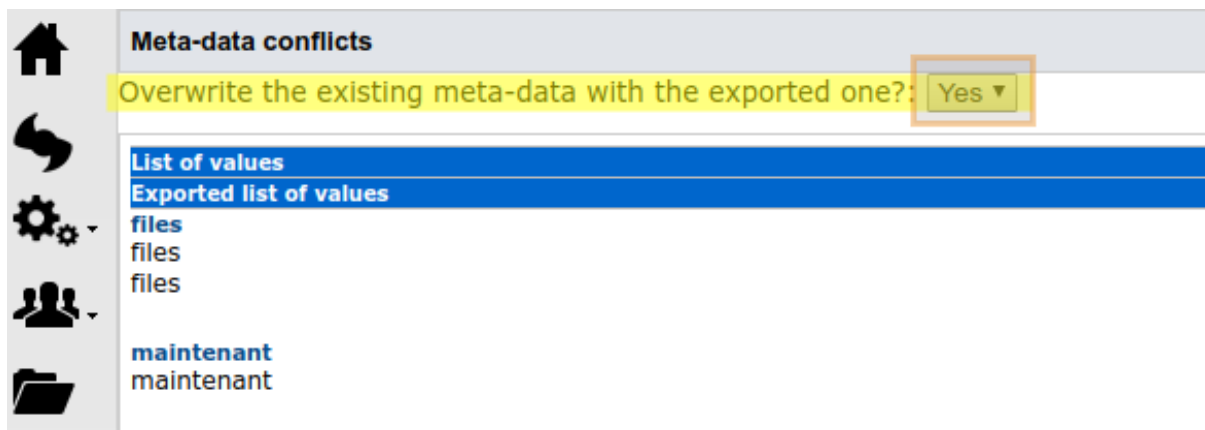 Meta-data conflicts
Overwrite the existing meta-data with the exported one?: Yes
List of values
Exported list of values
files
files
files
maintenant
maintenant